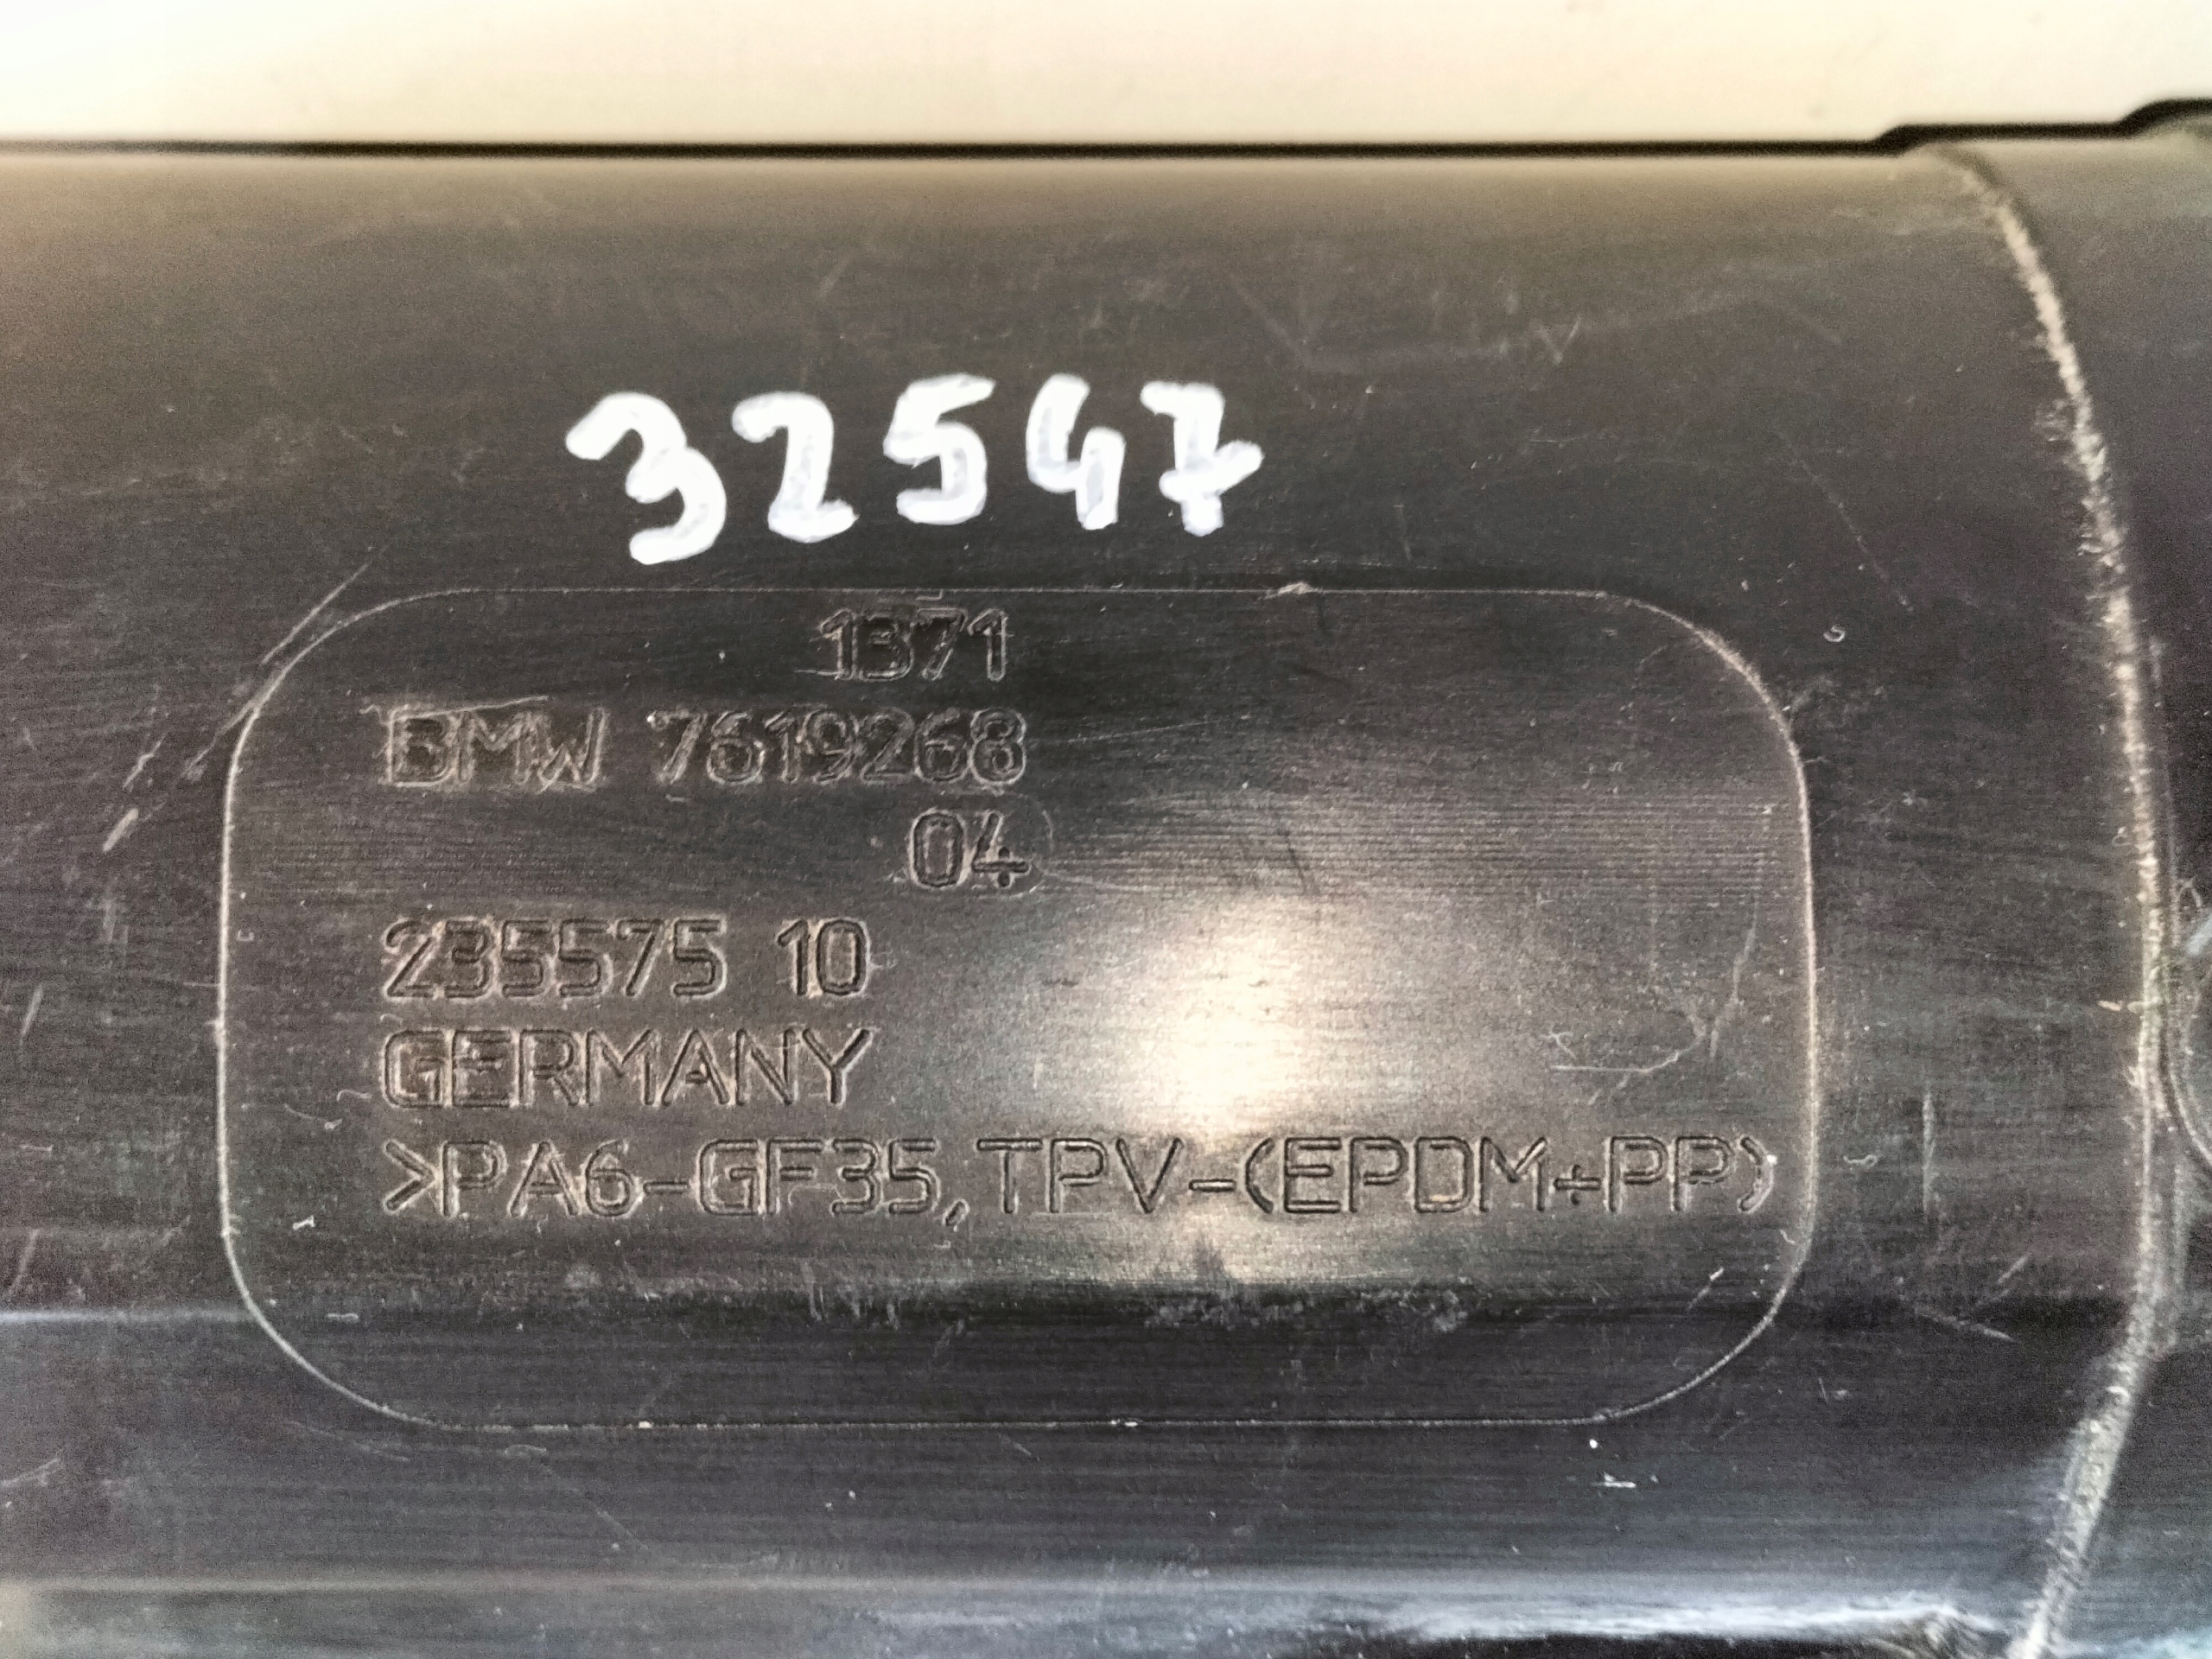 32547
1371
BMW 7619268
04
235575 10
GERMANY
>PA6-GF35,TPV-(EPDM+PP)